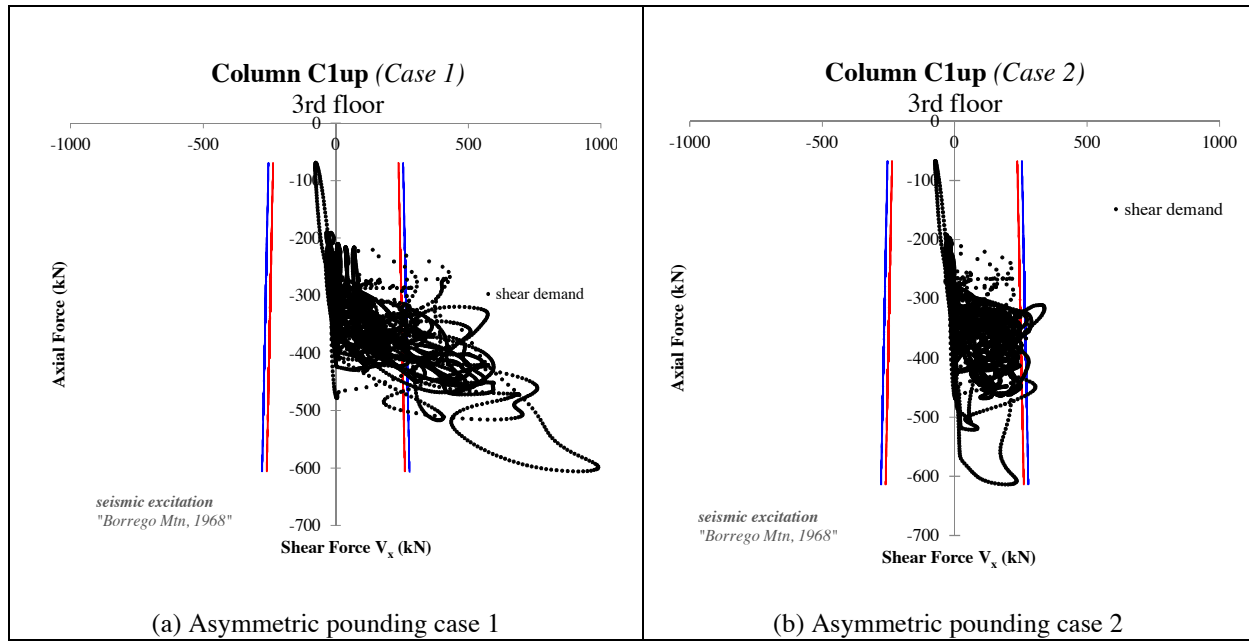 Column C1up (Case 1)
3rd floor
0
-1000
-500
0
500
1000
-100
-200
-300
-400
-500
-600
-700
Axial Force (kN)
shear demand
seismic excitation
"Borrego Mtn, 1968"
Shear Force Vx (kN)
(a) Asymmetric pounding case 1
Column C1up (Case 2)
3rd floor
0
-1000
-500
0
500
1000
-100
-200
-300
-400
-500
-600
-700
Axial Force (kN)
shear demand
seismic excitation
"Borrego Mtn, 1968"
Shear Force Vx (kN)
(b) Asymmetric pounding case 2